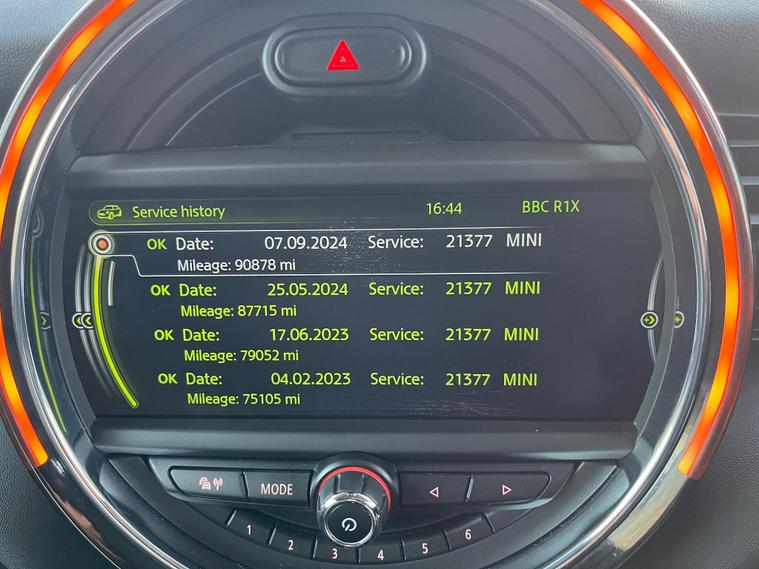 Service history 16:44 BBC R1X
OK Date: 07.09.2024 Service: 21377 MINI
Mileage: 90878 mi
OK Date: 25.05.2024 Service: 21377 MINI
Mileage: 87715 mi
OK Date: 17.06.2023 Service: 21377 MINI
Mileage: 79052 mi
OK Date: 04.02.2023 Service: 21377 MINI
Mileage: 75105 mi
MODE
1 2 3 4 5 6